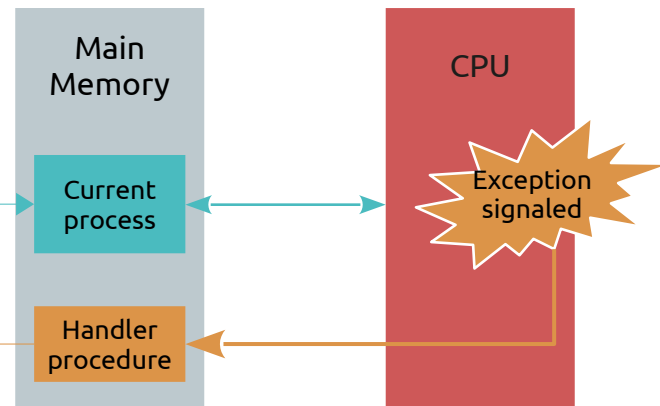 Main
Memory
CPU
Current
process
Exception
signaled
Handler
procedure